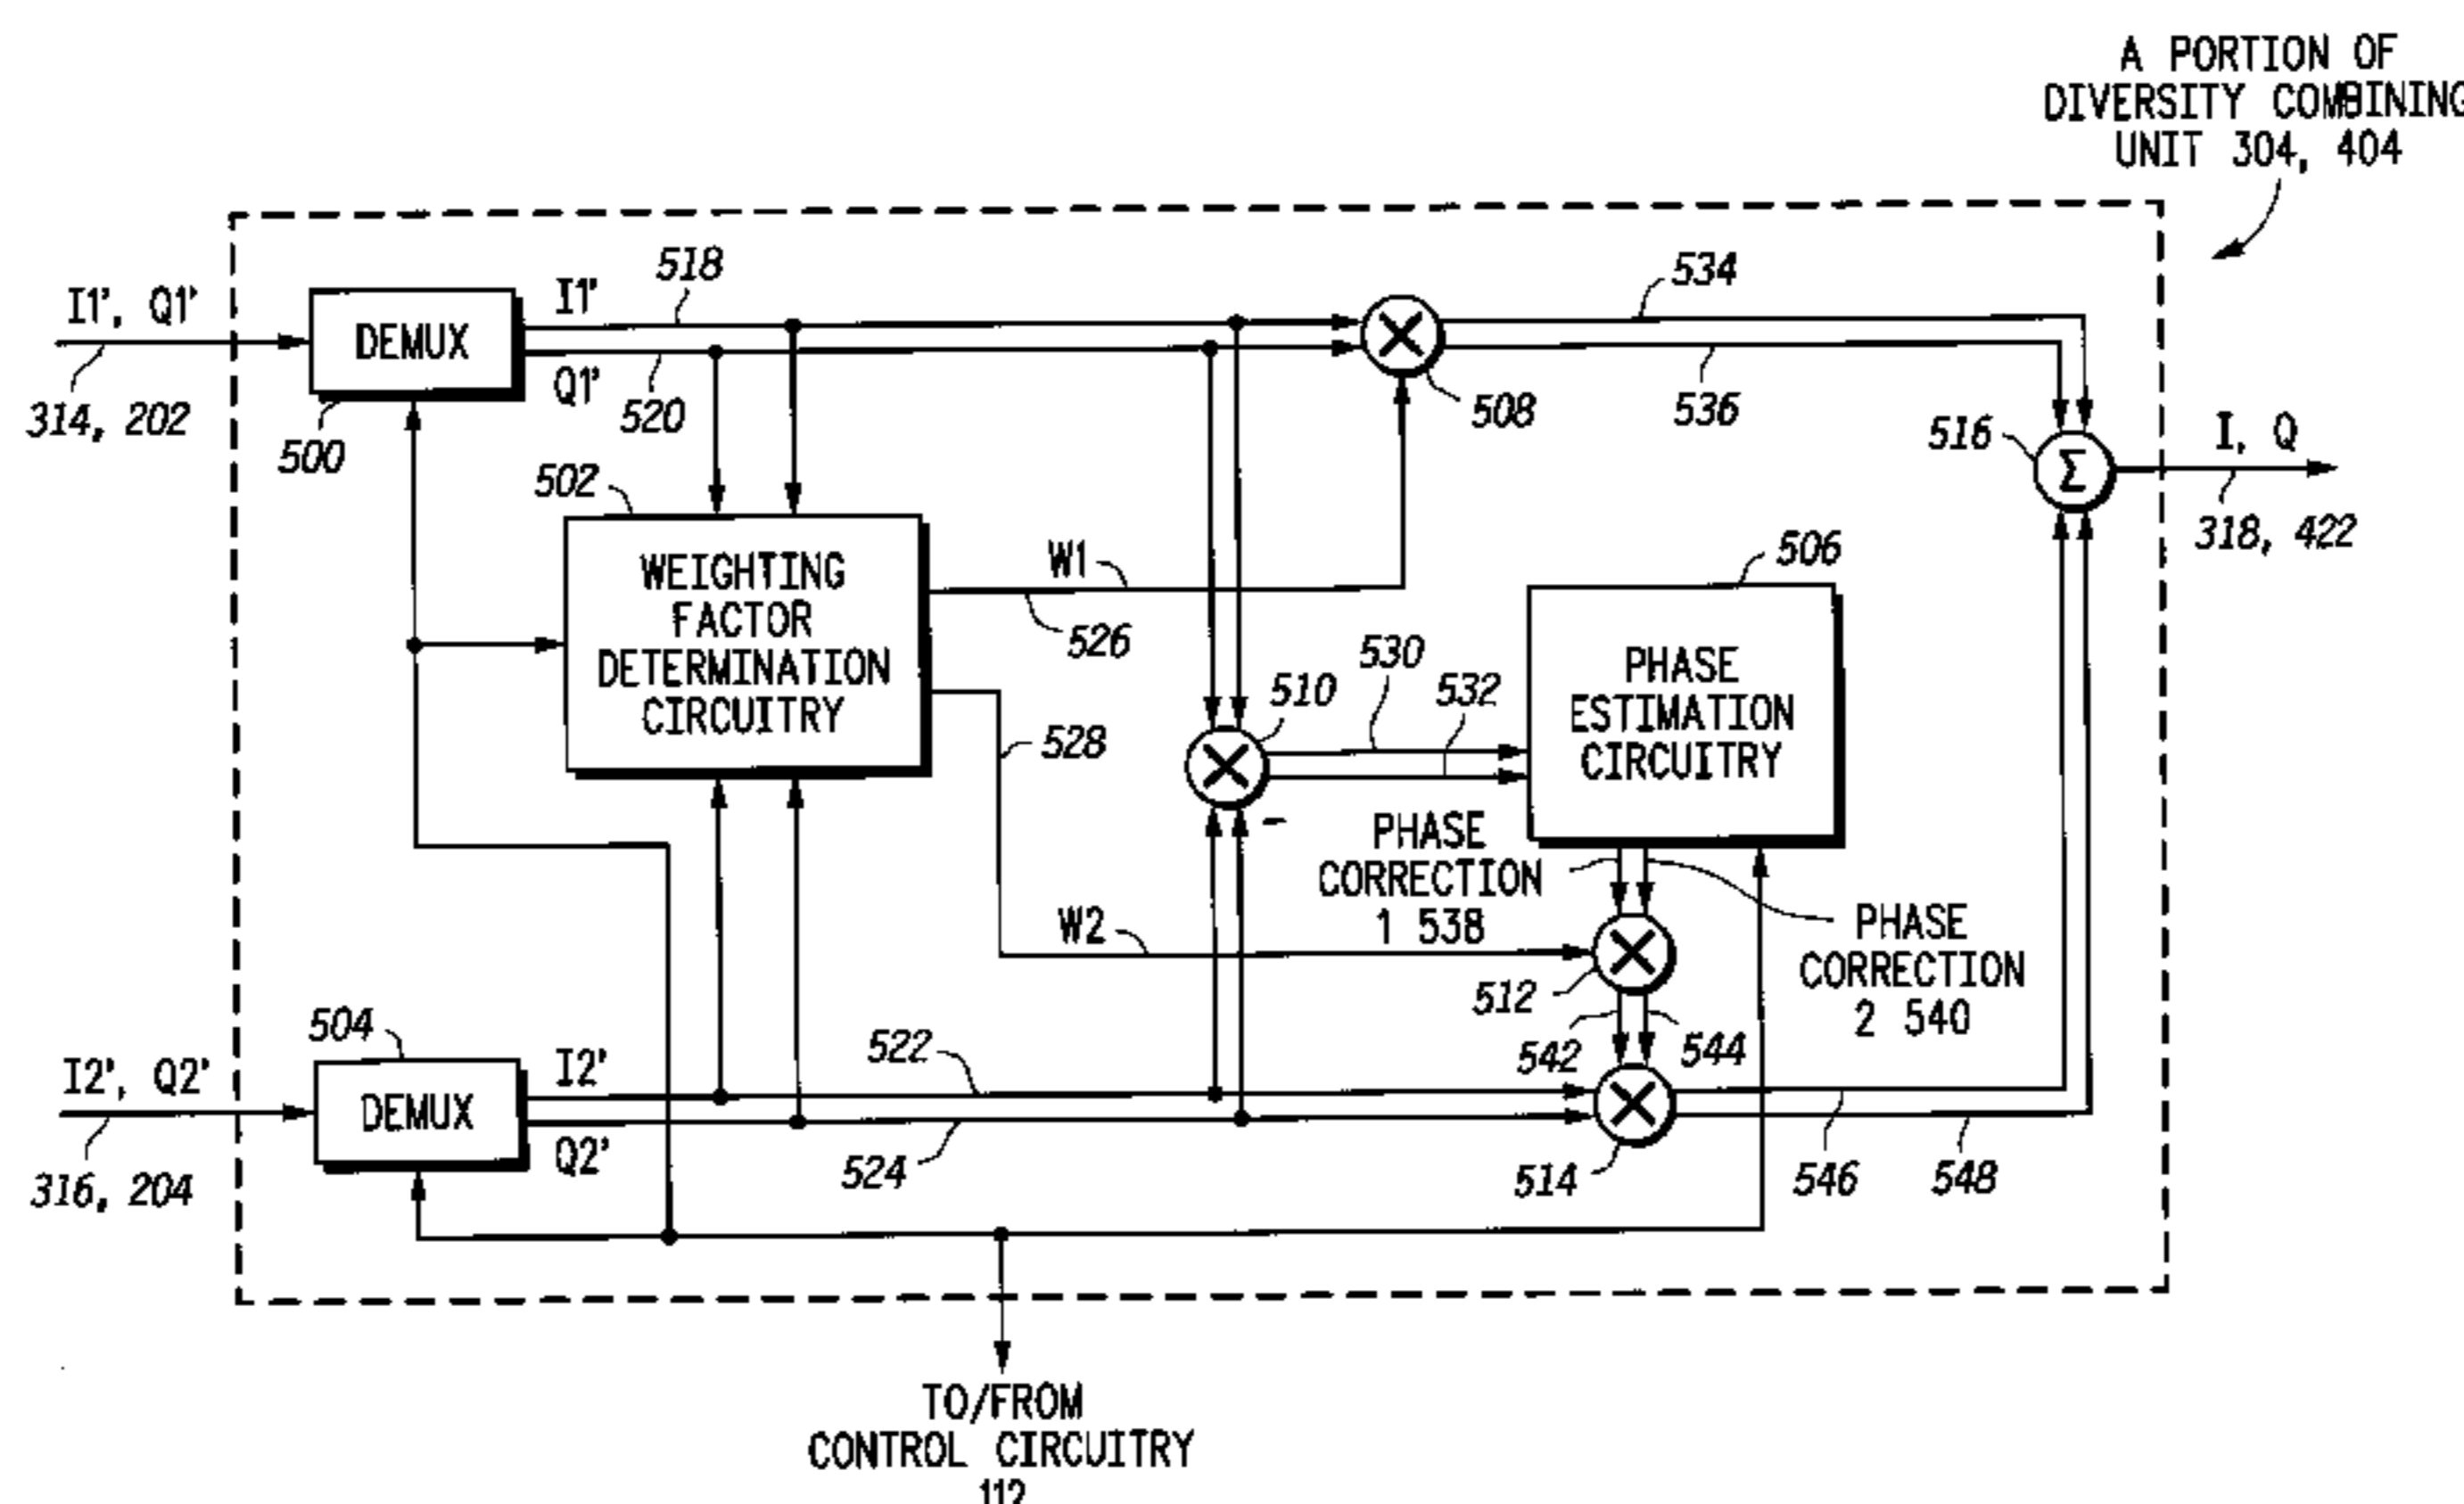 A PORTION OF
DIVERSITY COMBINING
UNIT 304, 404
I1', Q1'
314, 202
DEMUX
500
I1'
518
Q1'
520
534
508
536
516
Σ
I, Q
318, 422
502
WEIGHTING
FACTOR
DETERMINATION
CIRCUITRY
W1
526
528
W2
510
-
530
532
506
PHASE
ESTIMATION
CIRCUITRY
PHASE
CORRECTION
1 538
PHASE
CORRECTION
2 540
512
542
544
514
546
548
I2', Q2'
316, 204
504
DEMUX
I2'
522
Q2'
524
TO/FROM
CONTROL CIRCUITRY
112